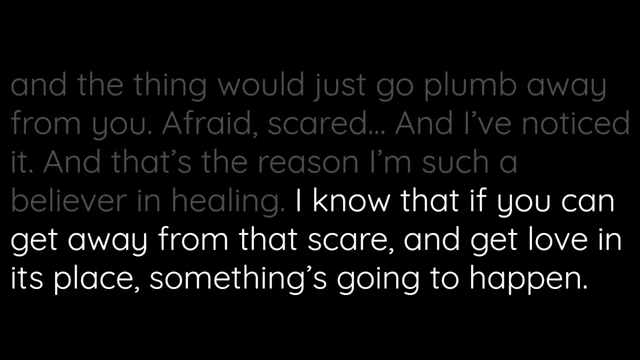 and the thing would just go plumb away
from you. Afraid, scared... And I've noticed
it. And that's the reason I'm such a
believer in healing. I know that if you can
get away from that scare, and get love in
its place, something's going to happen.